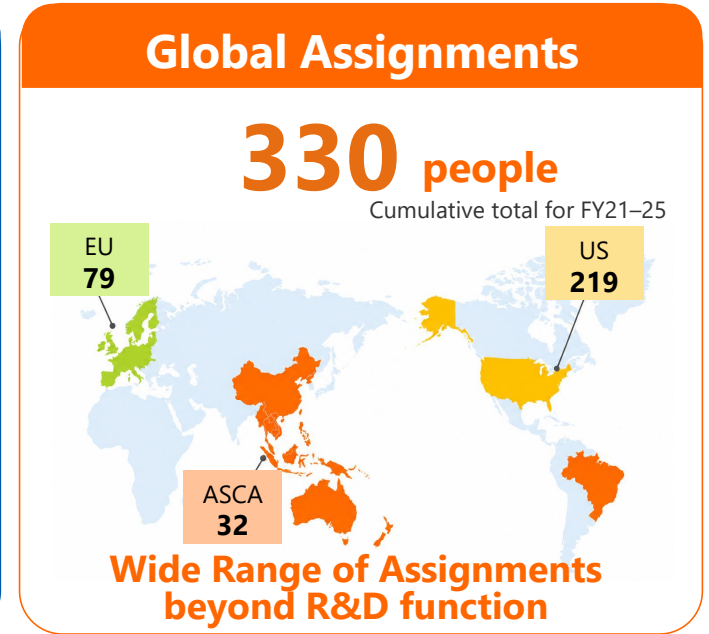 Global Assignments
330 people
Cumulative total for FY21–25
EU
79
US
219
ASCA
32
Wide Range of Assignments
beyond R&D function